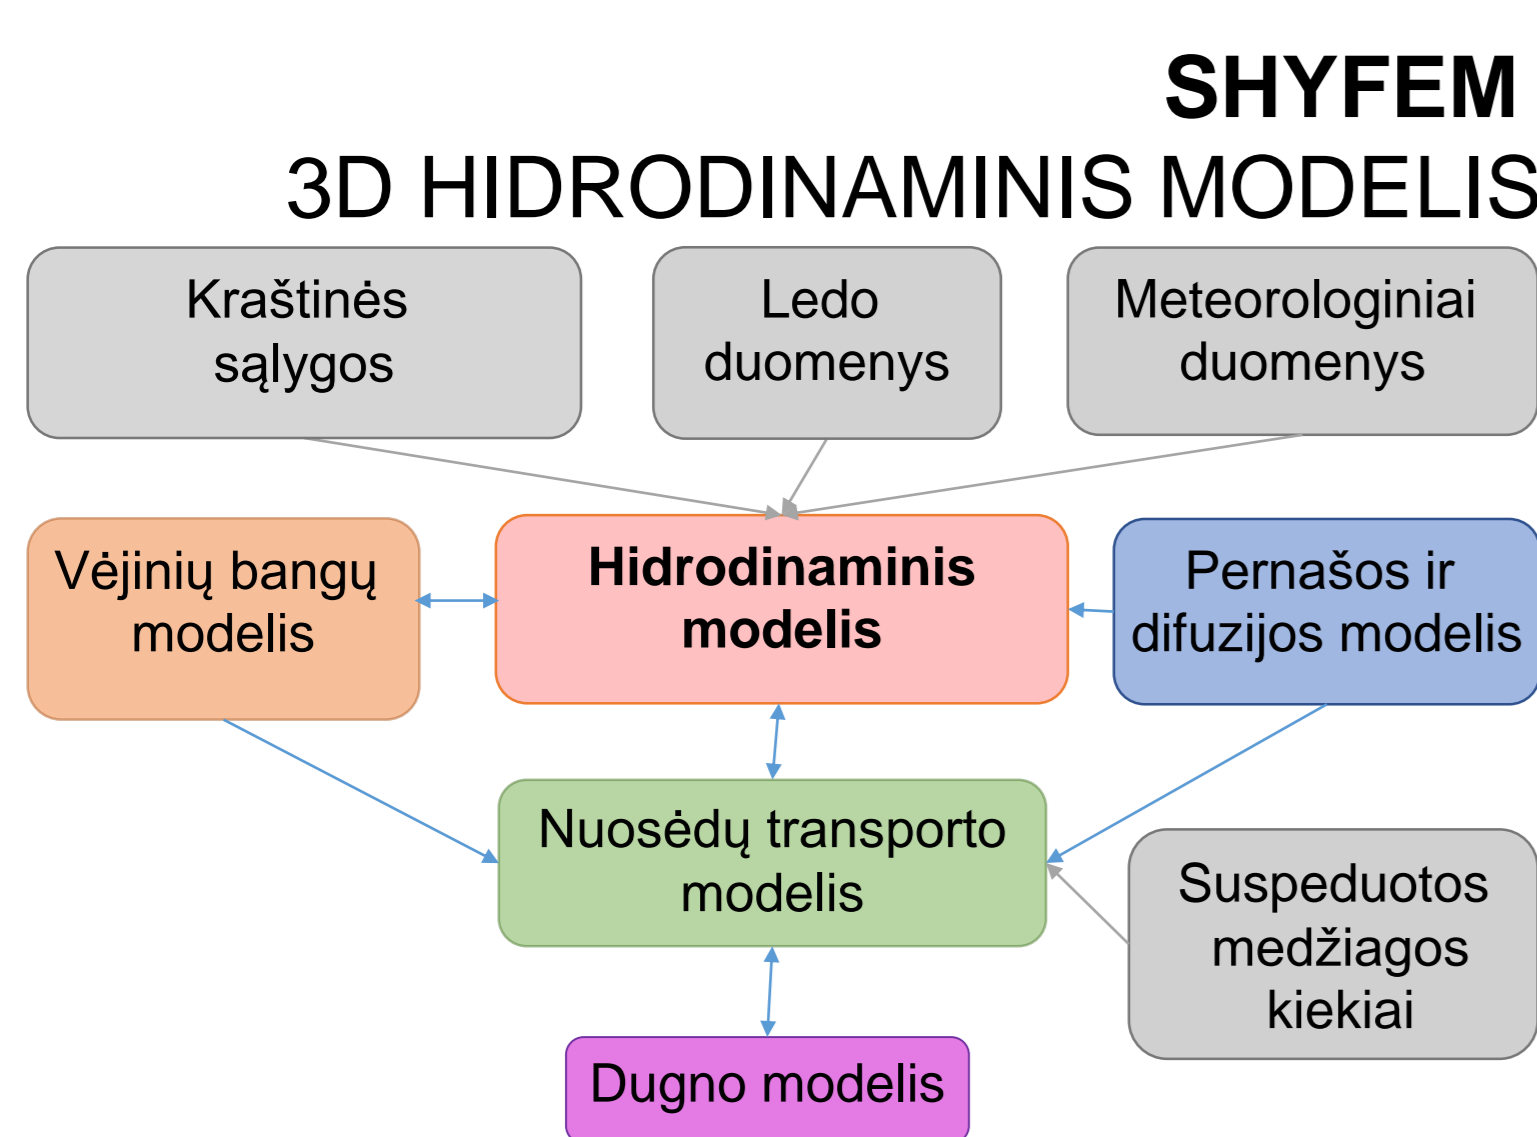 SHYFEM
3D HIDRODINAMINIS MODELIS
Kraštinės
sąlygos
Ledo
duomenys
Meteorologiniai
duomenys
Vėjinių bangų
modelis
Hidrodinaminis
modelis
Pernašos ir
difuzijos modelis
Nuosėdų transporto
modelis
Suspeduotos
medžiagos
kiekiai
Dugno modelis